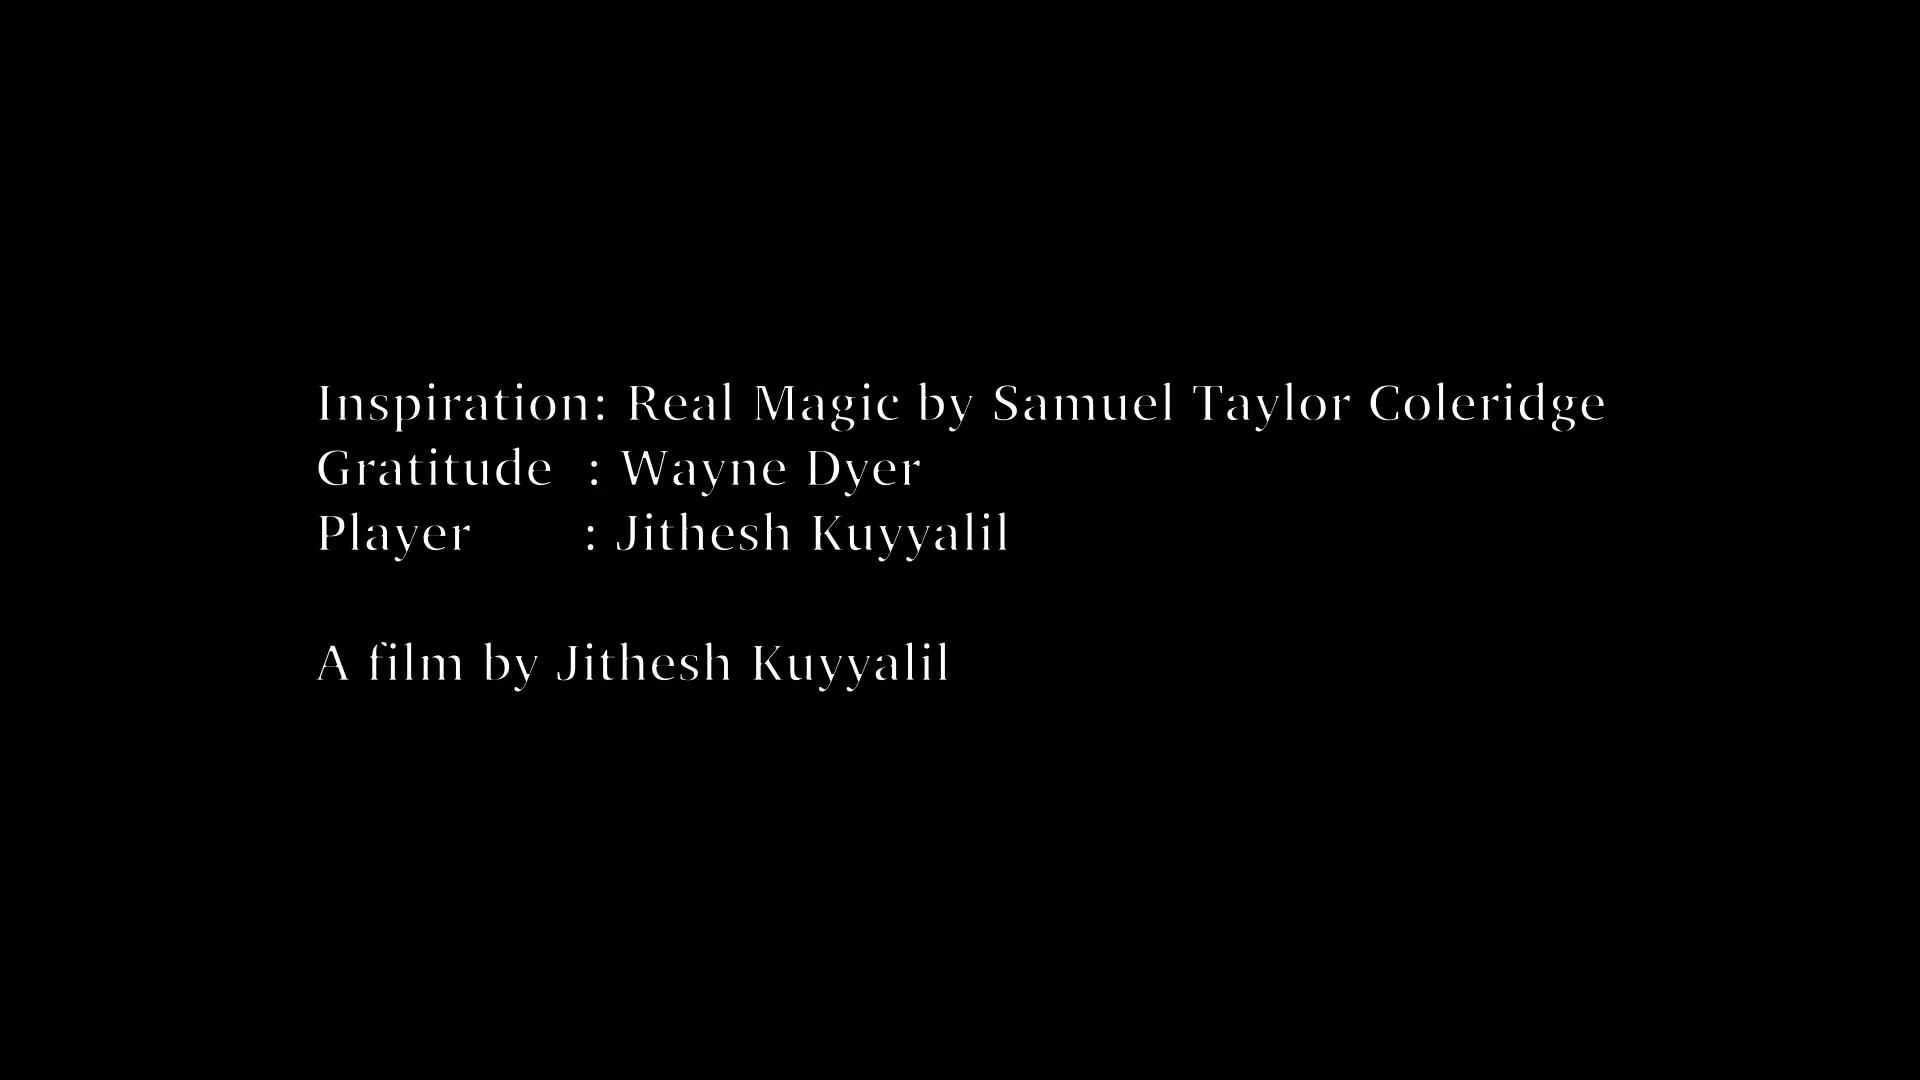 Inspiration: Real Magic by Samuel Taylor Coleridge
Gratitude : Wayne Dyer
Player : Jithesh Kuyyalil
A film by Jithesh Kuyyalil